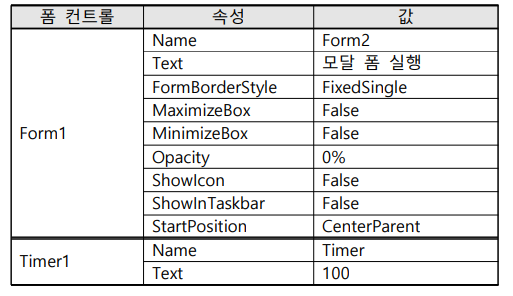 폼 컨트롤 속성 값
Form1 Name Form2
Text 모달 폼 실행
FormBorderStyle FixedSingle
MaximizeBox False
MinimizeBox False
Opacity 0%
ShowIcon False
ShowInTaskbar False
StartPosition CenterParent
Timer1 Name Timer
Text 100